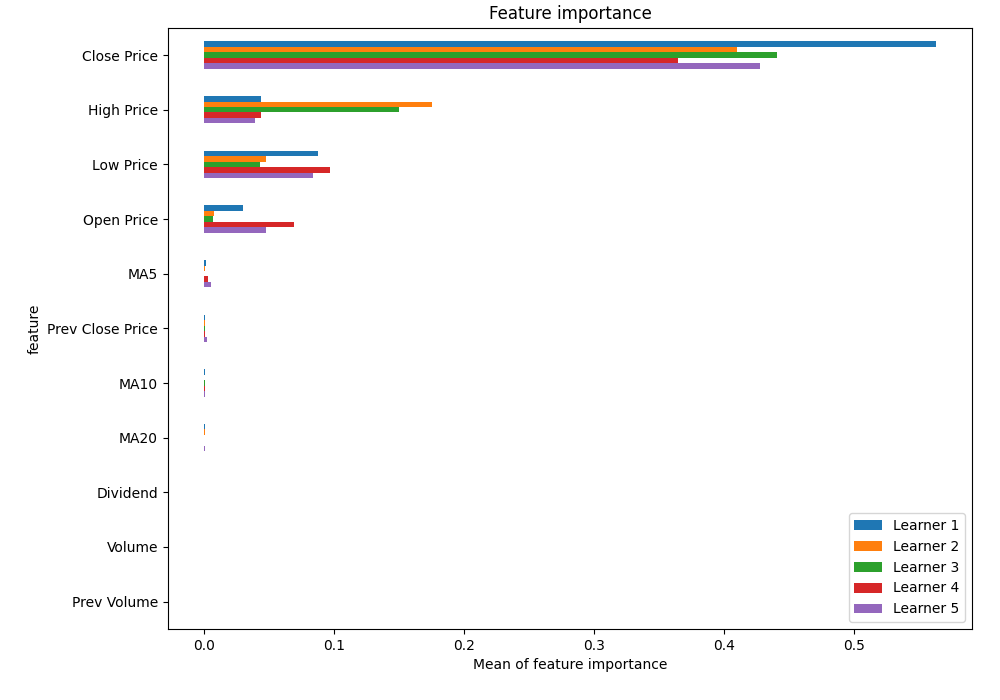 Feature importance
Close Price
High Price
Low Price
Open Price
MA5
Prev Close Price
MA10
MA20
Dividend
Volume
Prev Volume
feature
0.0 0.1 0.2 0.3 0.4 0.5
Mean of feature importance
Learner 1
Learner 2
Learner 3
Learner 4
Learner 5